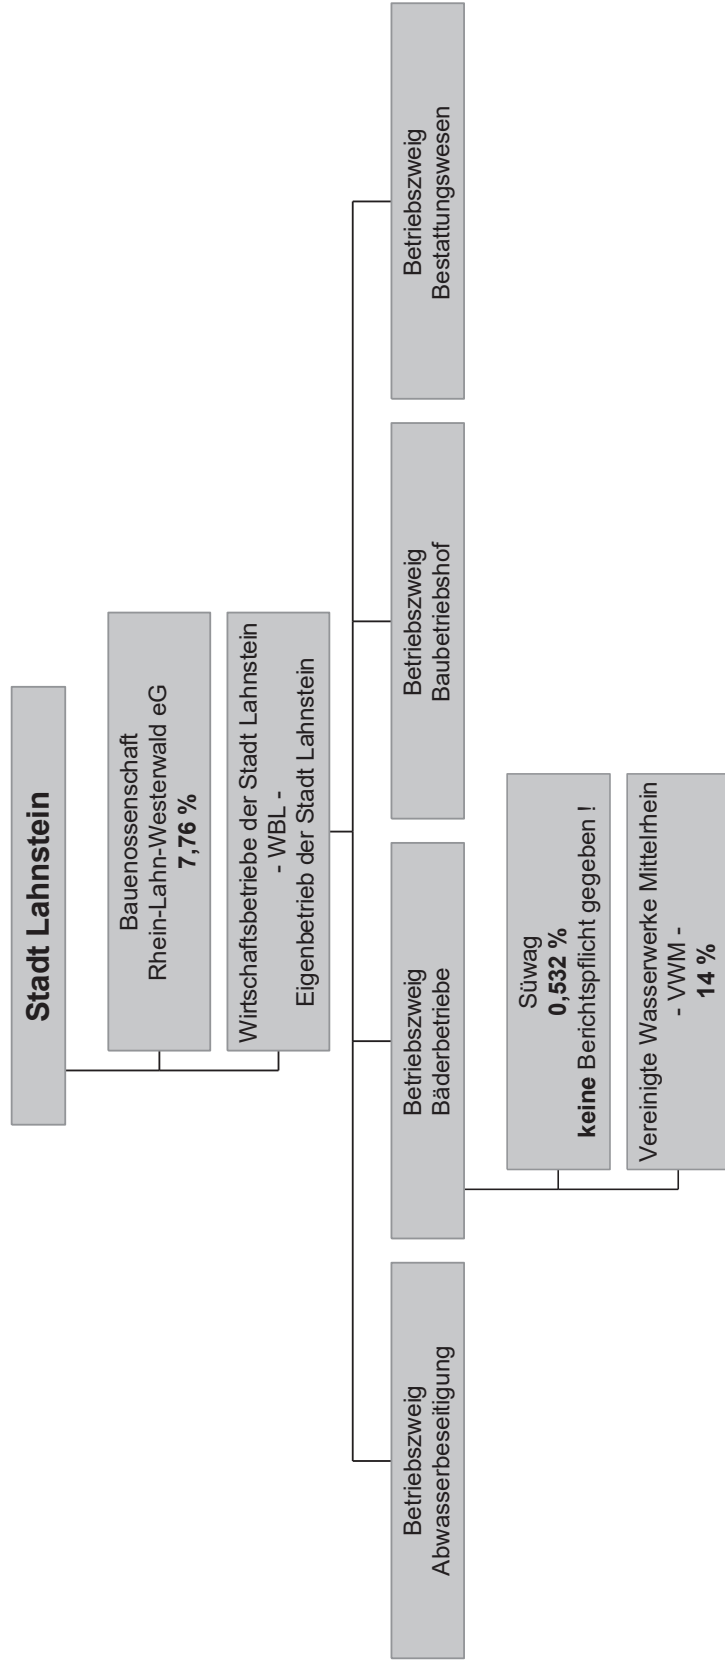 Stadt Lahnstein
Bauenossenschaft
Rhein-Lahn-Westerwald eG
7,76 %
Wirtschaftsbetriebe der Stadt Lahnstein
- WBL -
Eigenbetrieb der Stadt Lahnstein
Betriebszweig
Abwasserbeseitigung
Betriebszweig
Bäderbetriebe
Betriebszweig
Baubetriebshof
Betriebszweig
Bestattungswesen
Süwag
0,532 %
keine Berichtspflicht gegeben !
Vereinigte Wasserwerke Mittelrhein
- VWM -
14 %